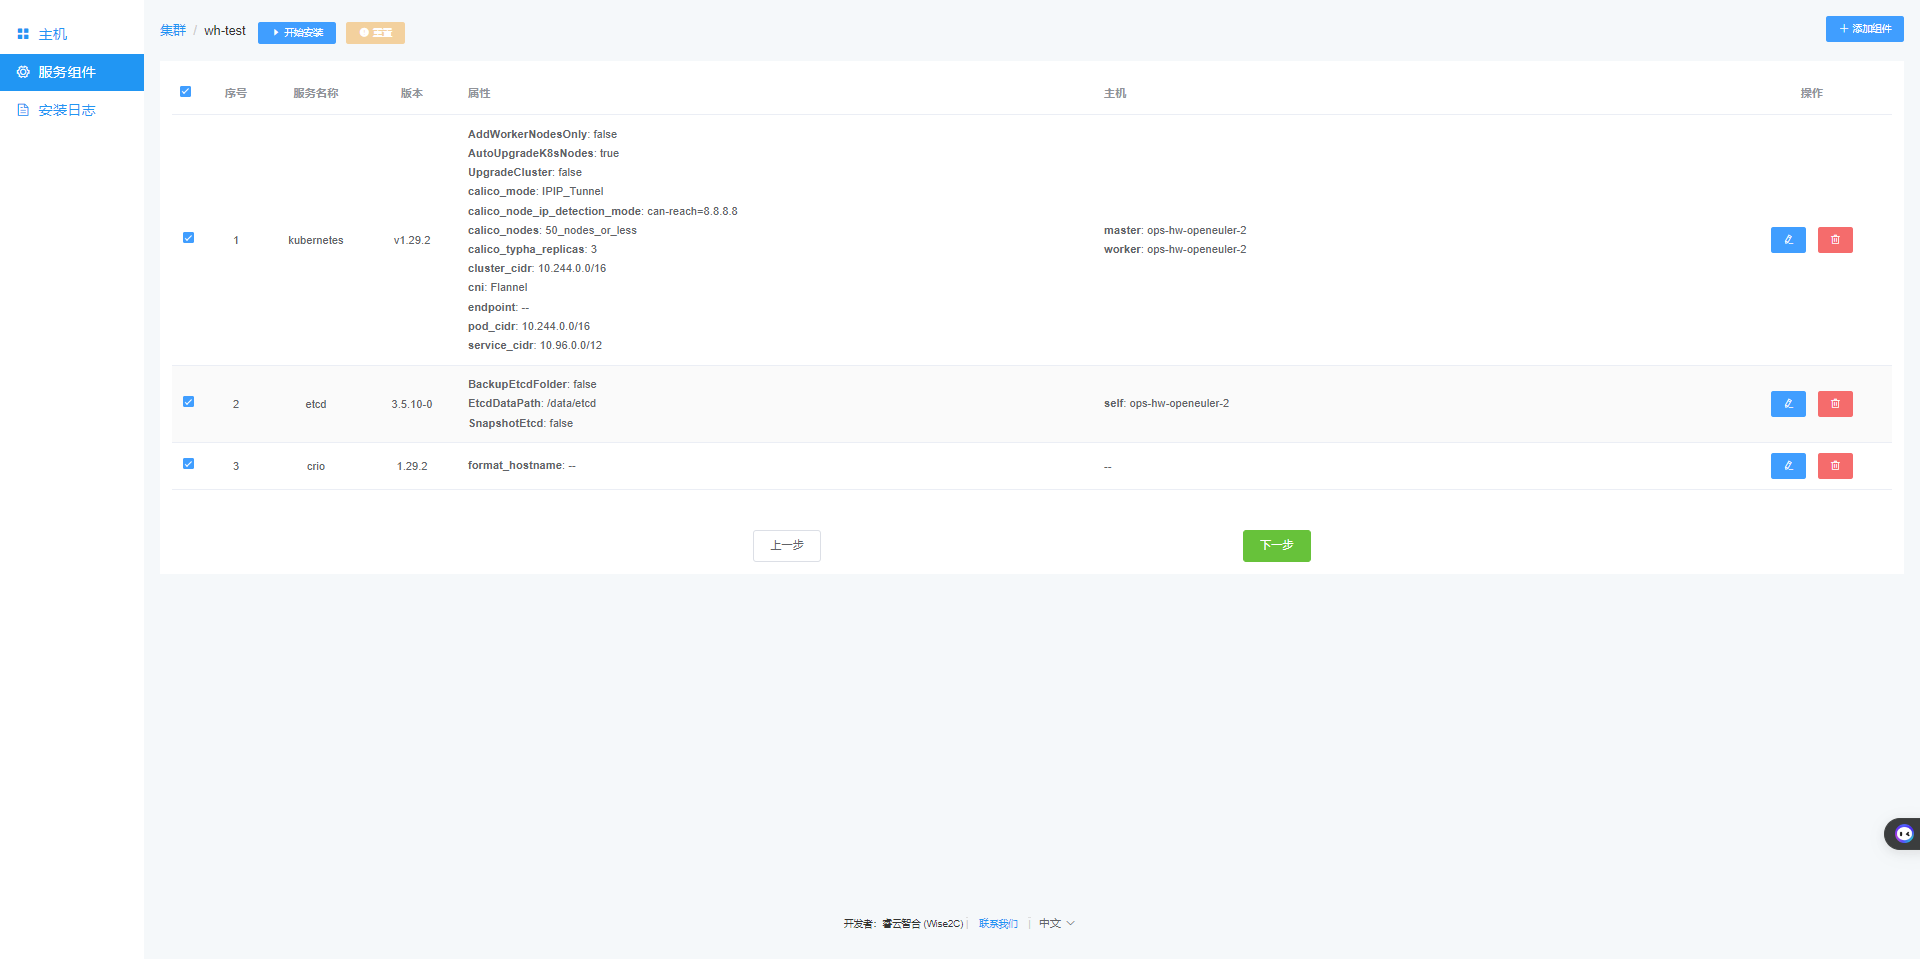 主机
服务组件
安装日志
集群 / wh-test 开始安装 重置
添加组件
序号 服务名称 版本 属性 主机 操作
1 kubernetes v1.29.2
AddWorkerNodesOnly: false
AutoUpgradeK8sNodes: true
UpgradeCluster: false
calico_mode: IPIP_Tunnel
calico_node_ip_detection_mode: can-reach=8.8.8.8
calico_nodes: 50_nodes_or_less
calico_typha_replicas: 3
cluster_cidr: 10.244.0.0/16
cni: Flannel
endpoint: --
pod_cidr: 10.244.0.0/16
service_cidr: 10.96.0.0/12
master: ops-hw-openeuler-2
worker: ops-hw-openeuler-2
2 etcd 3.5.10-0
BackupEtcdFolder: false
EtcdDataPath: /data/etcd
SnapshotEtcd: false
self: ops-hw-openeuler-2
3 crio 1.29.2 format_hostname: -- --
上一步 下一步
开发者：睿云智合 (Wise2C) | 联系我们 | 中文